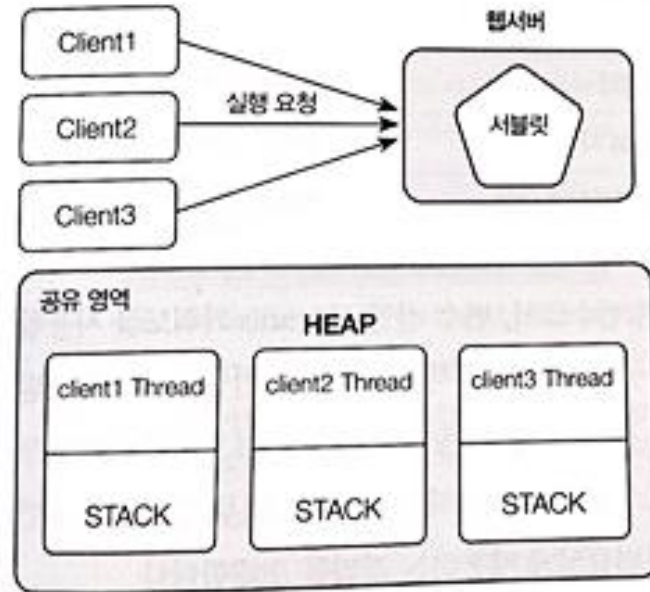 웹서버
Client1
Client2
Client3
실행 요청
서블릿
공유 영역
HEAP
client1 Thread
client2 Thread
client3 Thread
STACK
STACK
STACK